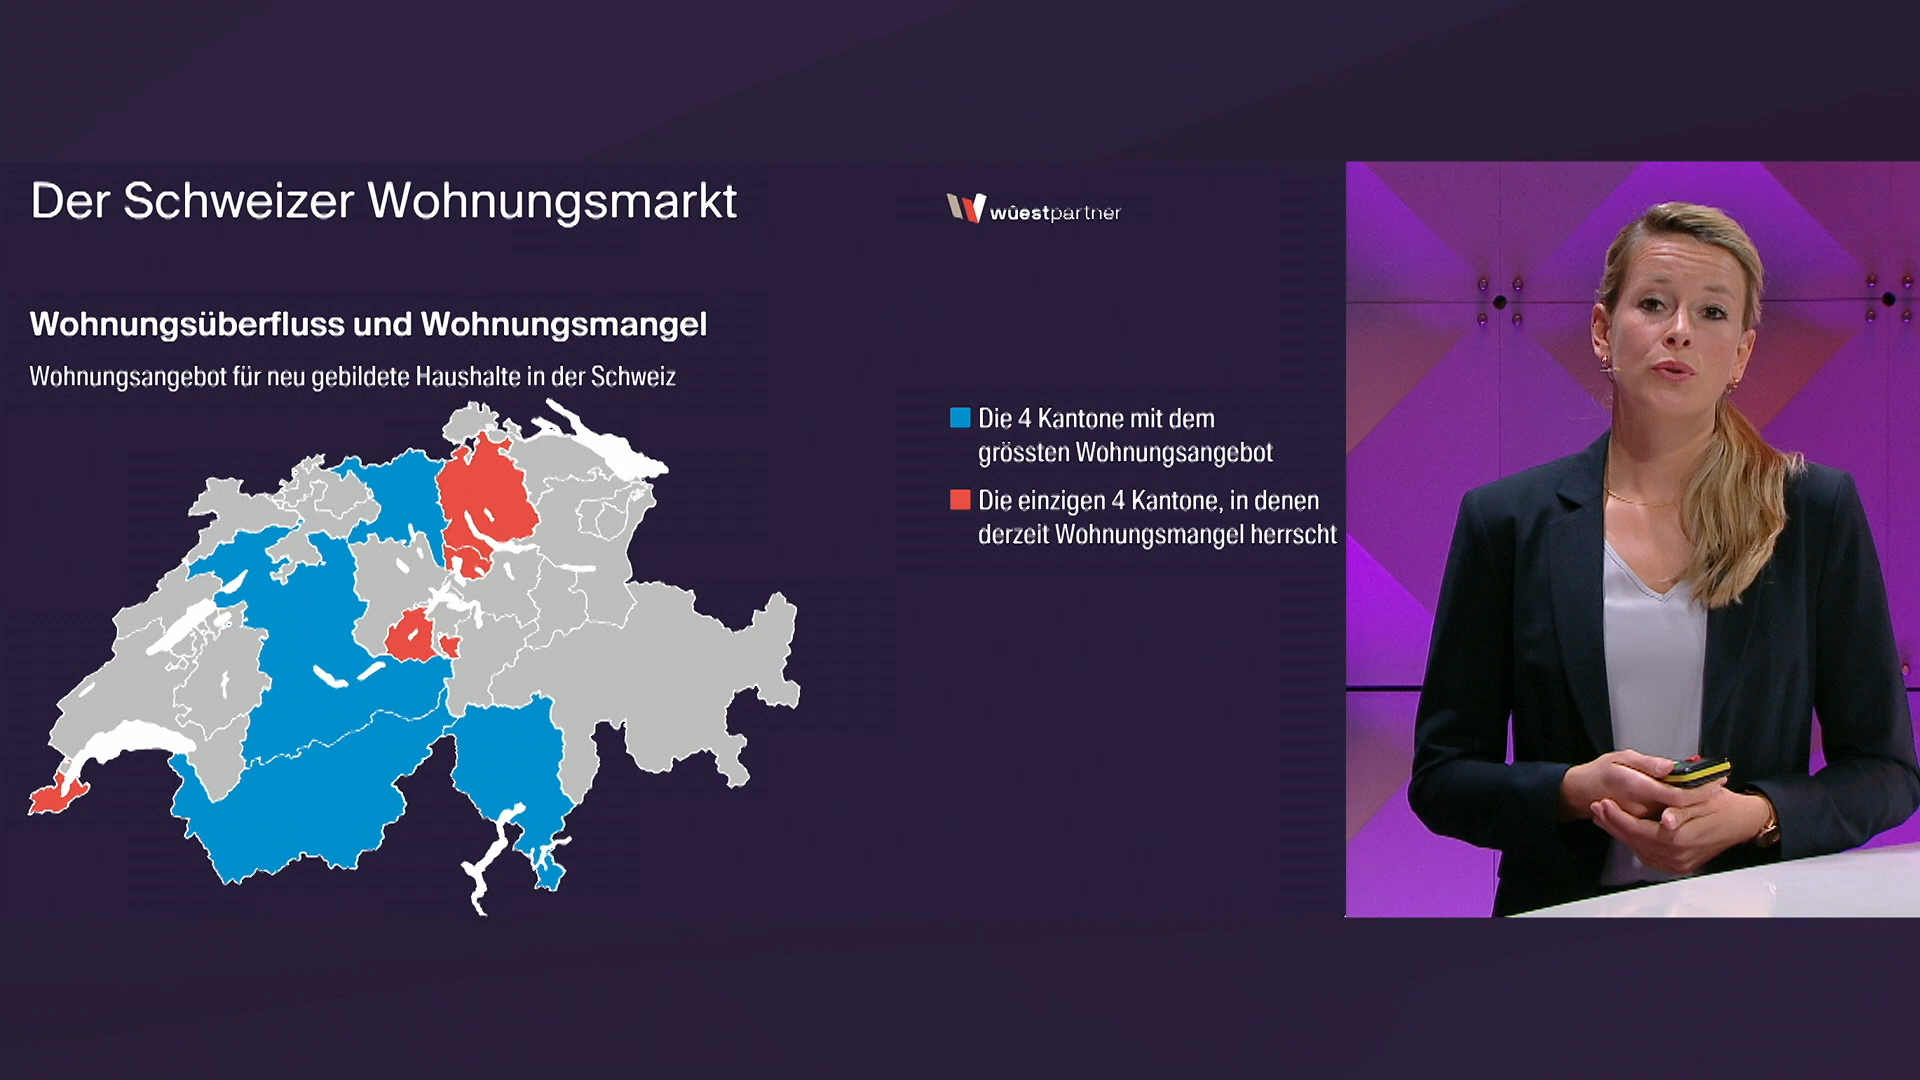 Der Schweizer Wohnungsmarkt
wüestpartner
Wohnungsüberfluss und Wohnungsmangel
Wohnungsangebot für neu gebildete Haushalte in der Schweiz
Die 4 Kantone mit dem
grössten Wohnungsangebot
Die einzigen 4 Kantone, in denen
derzeit Wohnungsmangel herrscht